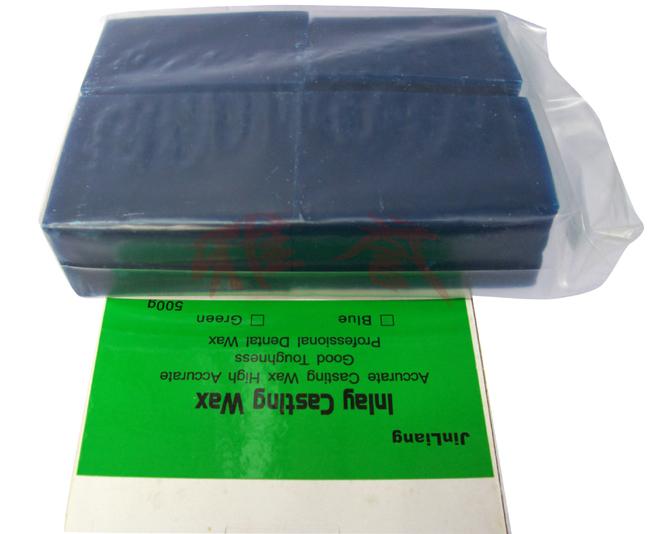 JinLiang
Inlay Casting Wax
Accurate Casting Wax High Accurate
Good Toughness
Professional Dental Wax
□ Blue □ Green
500g